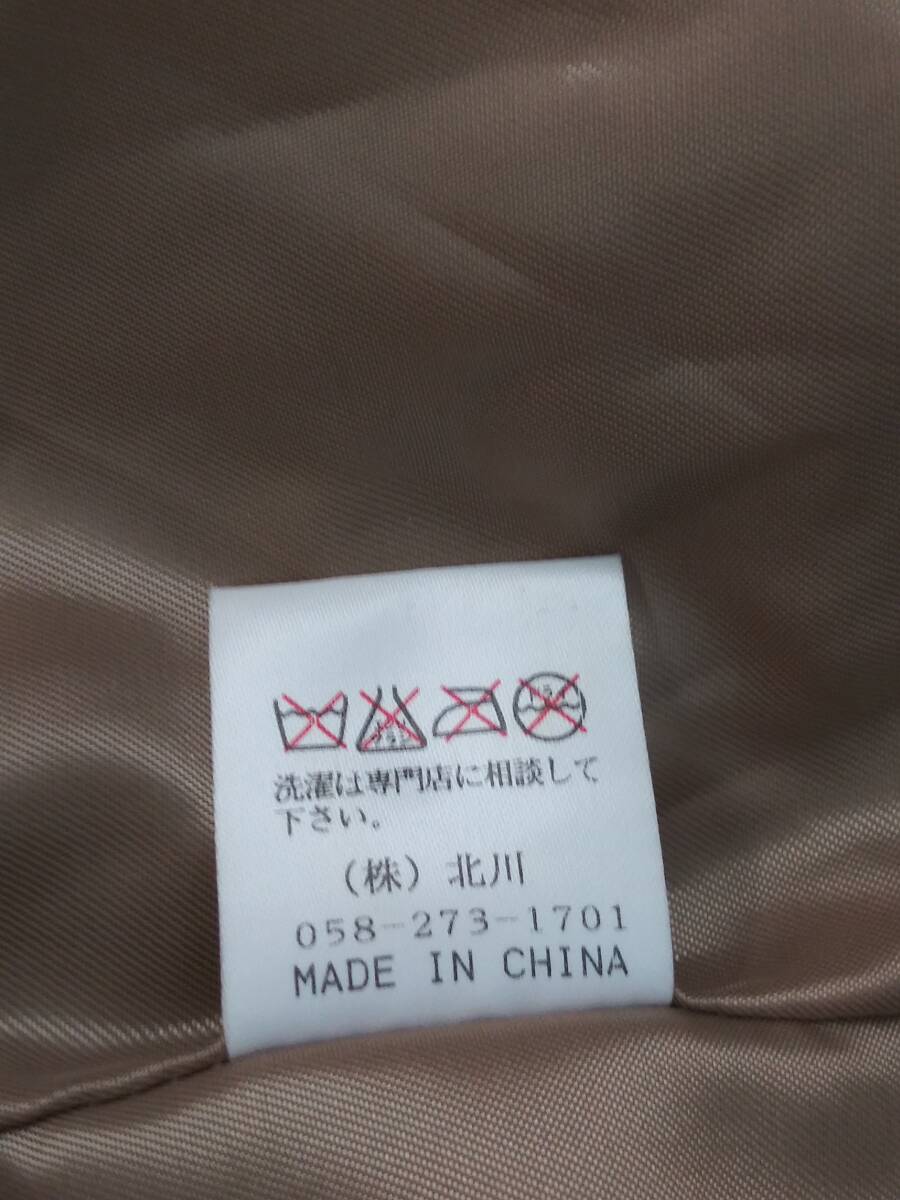 洗濯は専門店に相談して
下さい。
（株）北川
058-273-1701
MADE IN CHINA